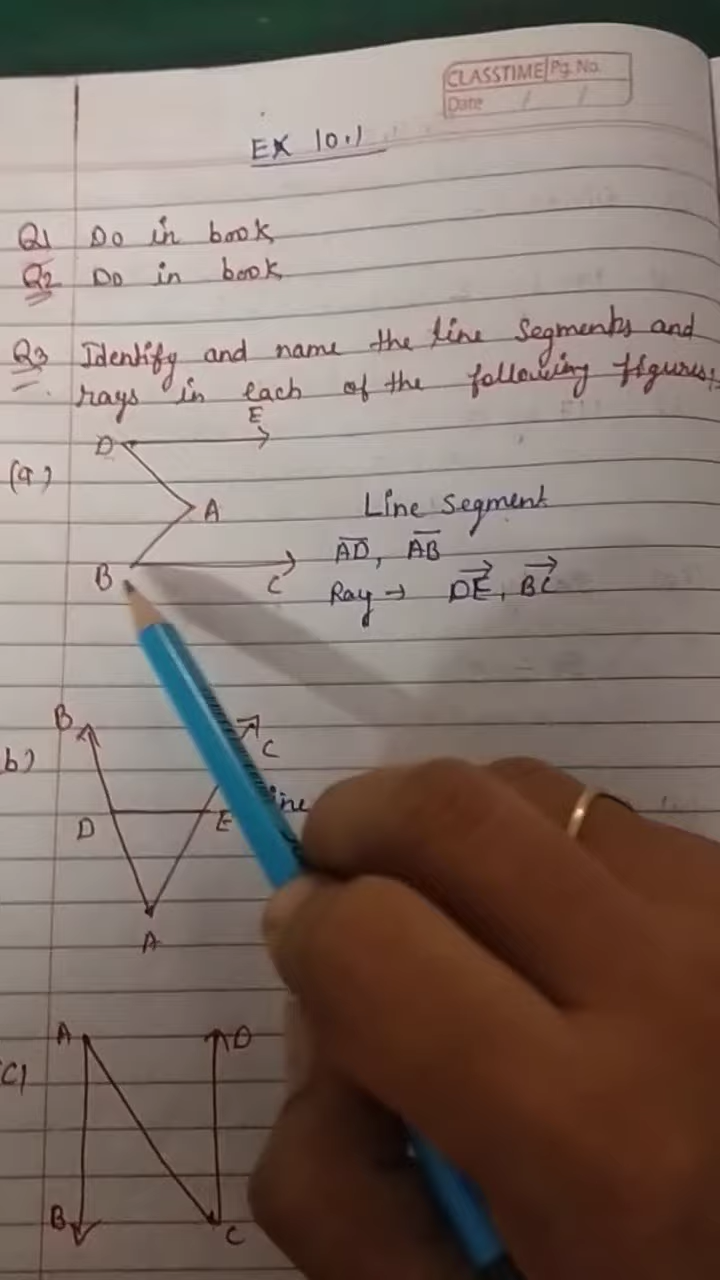 CLASSTIME Pg. No.
Date / /
EX 10.1
Q1 Do in book
Q2 Do in book
Q3 Identify and name the line segments and
rays in each of the following figures:
(a)
D E
A
B C
Line segment
AD, AB
Ray → DE, BC
b)
B C
D E
A
ine
C)
A D
B C